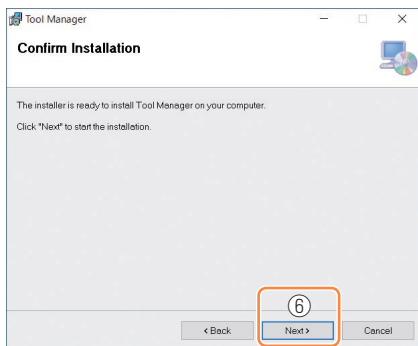 Tool Manager
Confirm Installation
The installer is ready to install Tool Manager on your computer.
Click "Next" to start the installation.
⑥
< Back
Next >
Cancel